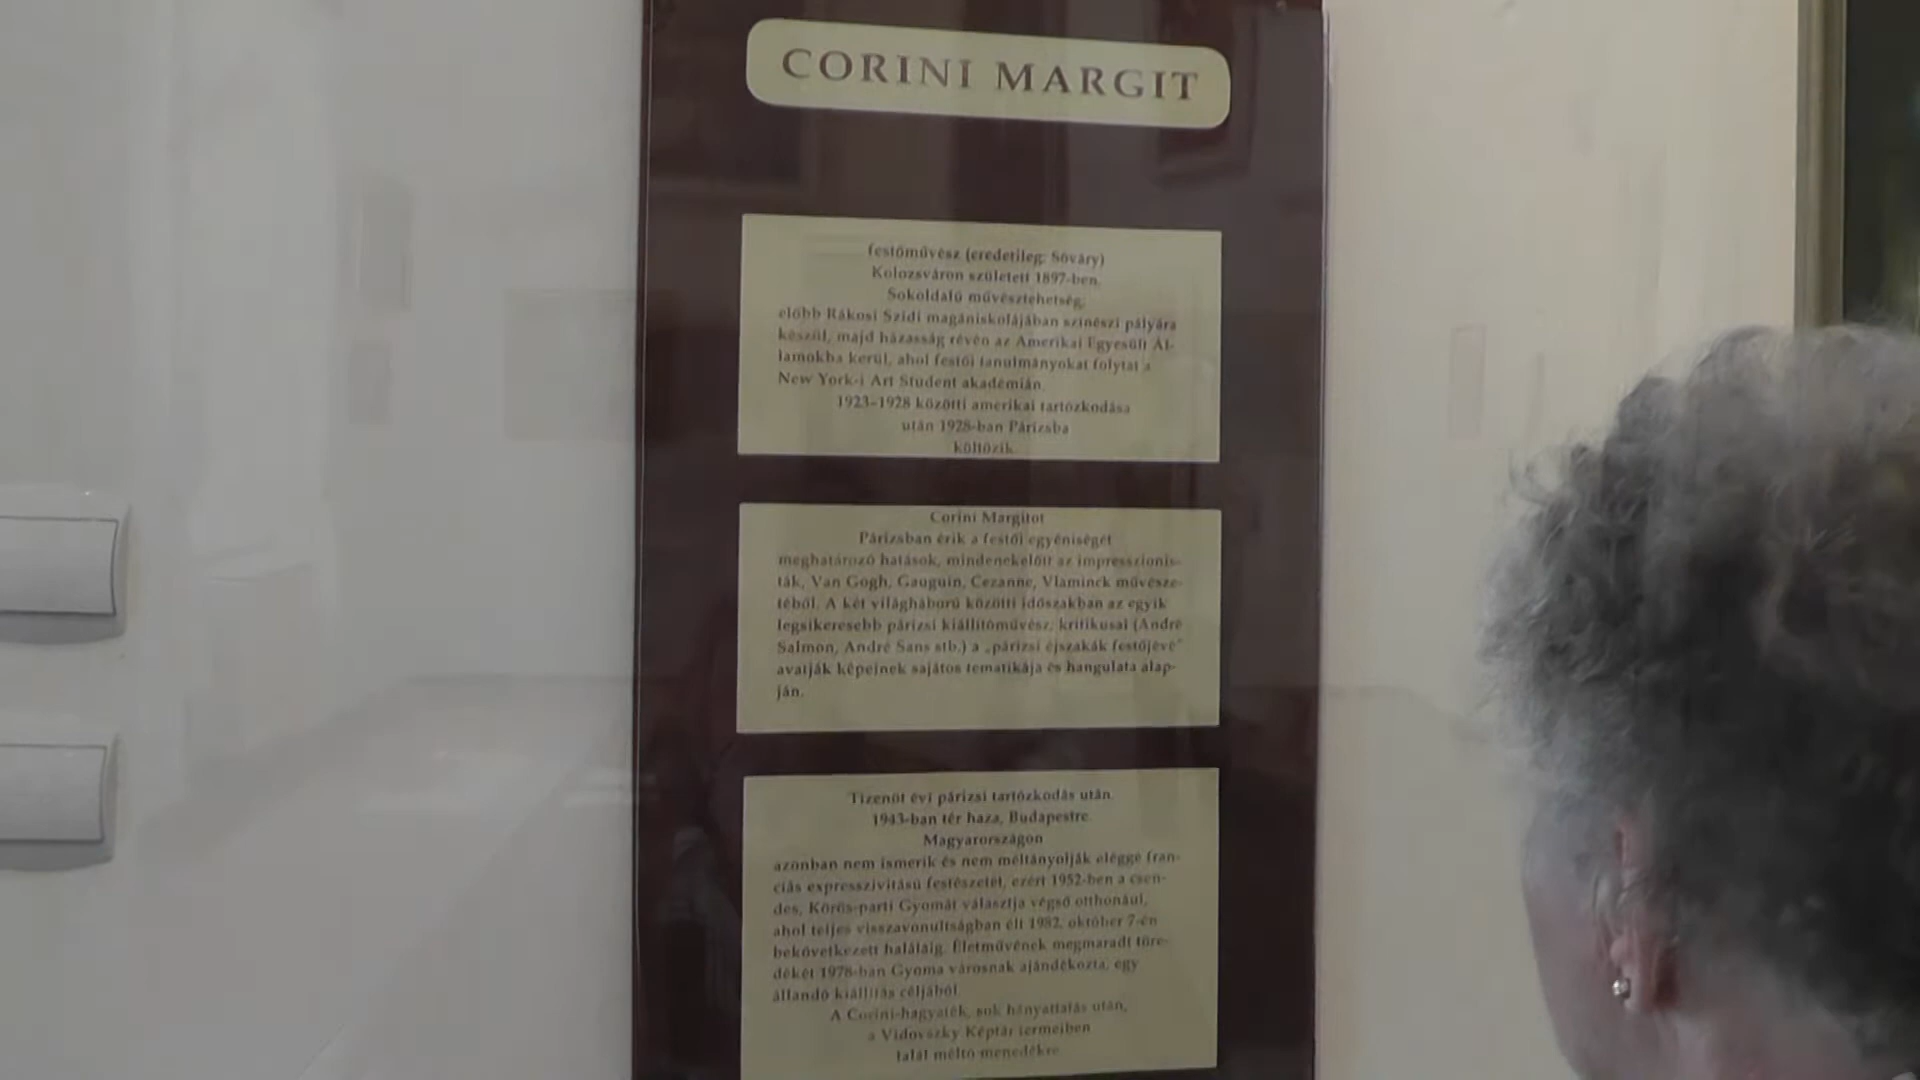 CORINI MARGIT
festőművész (eredetileg: Sóváry)
Kolozsváron született 1897-ben.
Sokoldalú művésztehetség:
előbb Rákosi Szidi magániskolájában színészi pályára
készül, majd házasság révén az Amerikai Egyesült Ál-
lamokba kerül, ahol festői tanulmányokat folytat a
New York-i Art Student akadémián.
1923-1928 közötti amerikai tartózkodása
után 1928-ban Párizsba
költözik.
Corini Margitot
Párizsban érik a festői egyéniségét
meghatározó hatások, mindenekelőtt az impresszionis-
ták, Van Gogh, Gauguin, Cezanne, Vlaminck művésze-
téből. A két világháború közötti időszakban az egyik
legsikeresebb párizsi kiállítóművész, kritikusai (André
Salmon, André Sans stb.) a „párizsi éjszakák festőjévé"
avatják képeinek sajátos tematikája és hangulata alap-
ján.
Tizenöt évi párizsi tartózkodás után,
1943-ban tér haza, Budapestre.
Magyarországon
azonban nem ismerik és nem méltányolják eléggé fran-
ciás expresszivitású festészetét, ezért 1952-ben a csen-
des, Körös-parti Gyomát választja végső otthonául,
ahol teljes visszavonultságban élt 1982. október 7-én
bekövetkezett haláláig. Életművének megmaradt töre-
dékét 1978-ban Gyoma városnak ajándékozta, egy
állandó kiállítás céljából.
A Corini-hagyaték, sok hányattatás után,
a Vidovszky Képtár termeiben
talál méltó menedékre.